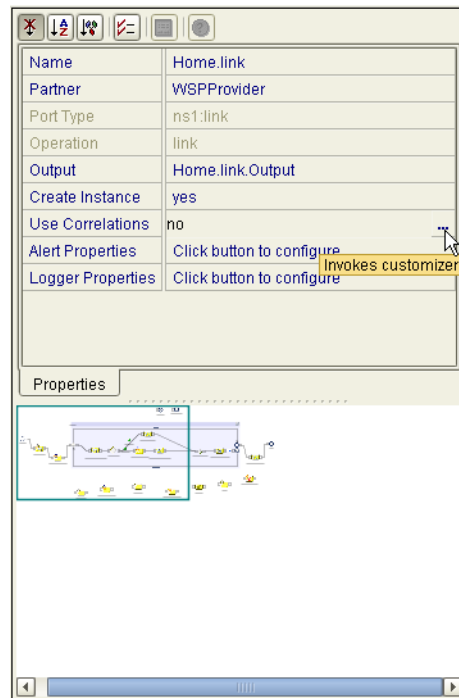 Name Home.link
Partner WSPProvider
Port Type ns1:link
Operation link
Output Home.link.Output
Create Instance yes
Use Correlations no ...
Alert Properties Click button to configure
Invokes customizer
Logger Properties Click button to configure
Properties